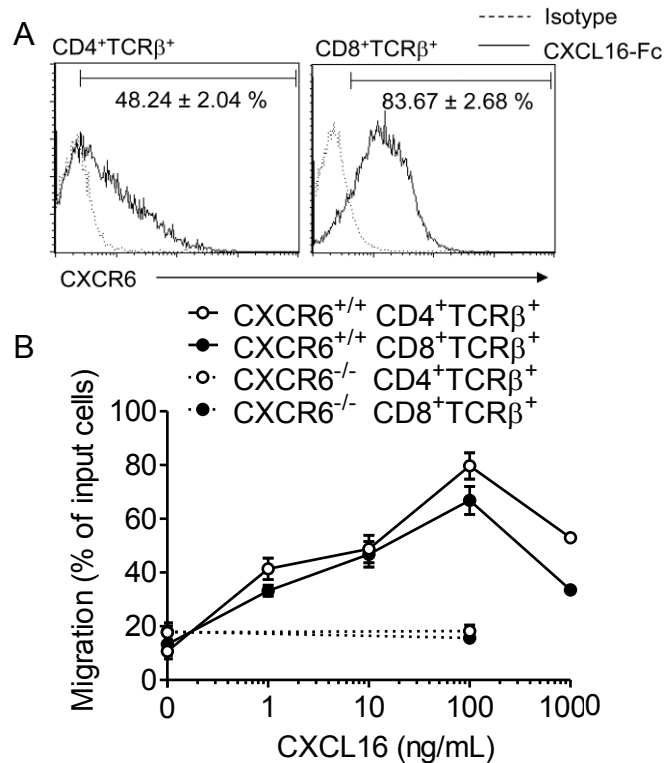 A
Isotype
CXCL16-Fc
CD4⁺TCRβ⁺
CD8⁺TCRβ⁺
48.24 ± 2.04 %
83.67 ± 2.68 %
CXCR6
B
CXCR6⁺/⁺ CD4⁺TCRβ⁺
CXCR6⁺/⁺ CD8⁺TCRβ⁺
CXCR6⁻/⁻ CD4⁺TCRβ⁺
CXCR6⁻/⁻ CD8⁺TCRβ⁺
Migration (% of input cells)
100
80
60
40
20
0
0 1 10 100 1000
CXCL16 (ng/mL)